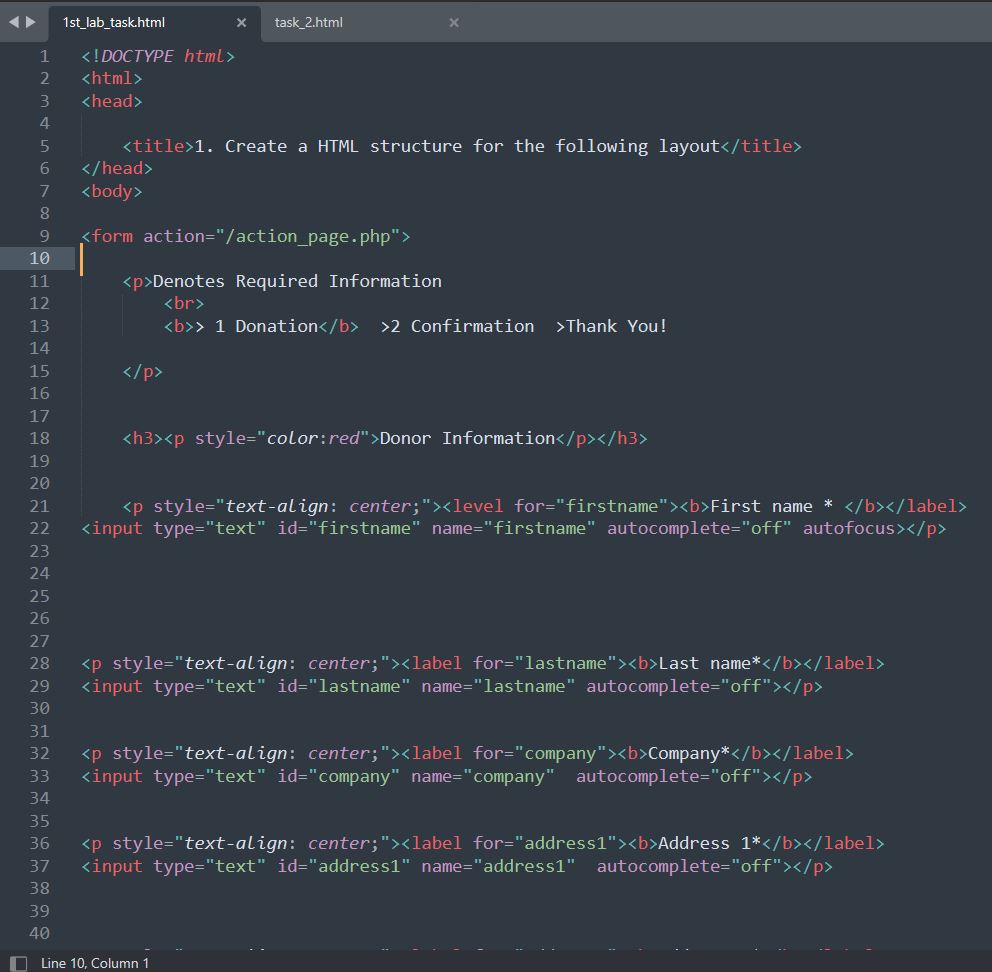 1st_lab_task.html × task_2.html ×
1 <!DOCTYPE html>
2 <html>
3 <head>
4
5 <title>1. Create a HTML structure for the following layout</title>
6 </head>
7 <body>
8
9 <form action="/action_page.php">
10
11 <p>Denotes Required Information
12 <br>
13 <b>> 1 Donation</b>  >2 Confirmation  >Thank You!
14
15 </p>
16
17
18 <h3><p style="color:red">Donor Information</p></h3>
19
20
21 <p style="text-align: center;"><level for="firstname"><b>First name * </b></label>
22 <input type="text" id="firstname" name="firstname" autocomplete="off" autofocus></p>
23
24
25
26
27
28 <p style="text-align: center;"><label for="lastname"><b>Last name*</b></label>
29 <input type="text" id="lastname" name="lastname" autocomplete="off"></p>
30
31
32 <p style="text-align: center;"><label for="company"><b>Company*</b></label>
33 <input type="text" id="company" name="company"  autocomplete="off"></p>
34
35
36 <p style="text-align: center;"><label for="address1"><b>Address 1*</b></label>
37 <input type="text" id="address1" name="address1"  autocomplete="off"></p>
38
39
40
Line 10, Column 1